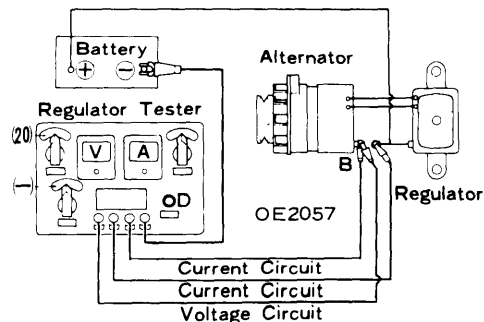 Battery
+ −
Alternator
Regulator Tester
(20)
V A
B
(—)
OD
Regulator
OE2057
Current Circuit
Current Circuit
Voltage Circuit